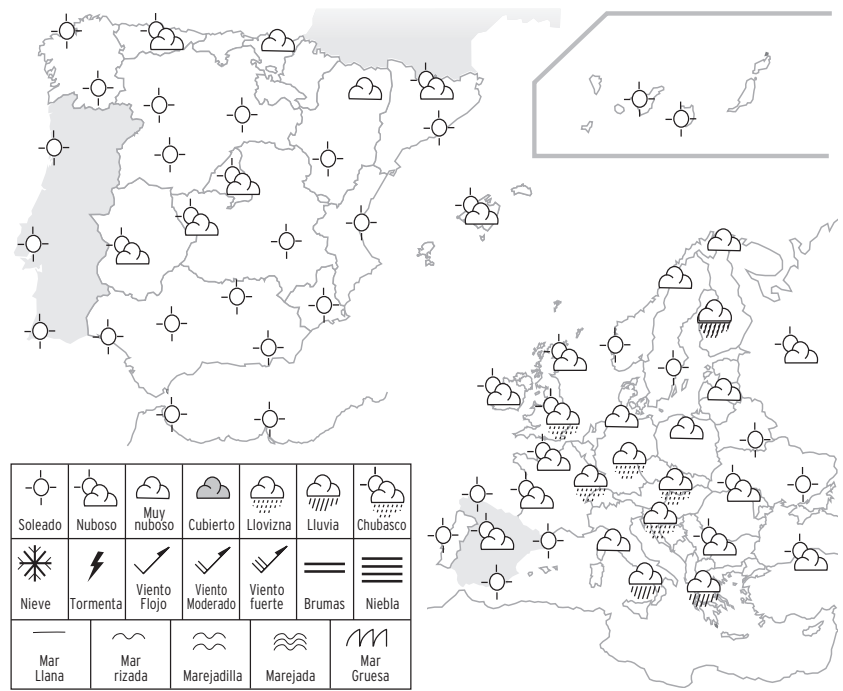 Soleado
Nuboso
Muy
nuboso
Cubierto
Llovizna
Lluvia
Chubasco
Nieve
Tormenta
Viento
Flojo
Viento
Moderado
Viento
fuerte
Brumas
Niebla
Mar
Llana
Mar
rizada
Marejadilla
Marejada
Mar
Gruesa